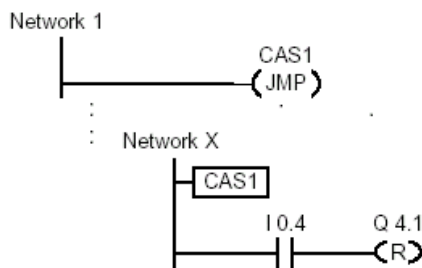 Network 1
CAS1
JMP
Network X
CAS1
I 0.4 Q 4.1
R